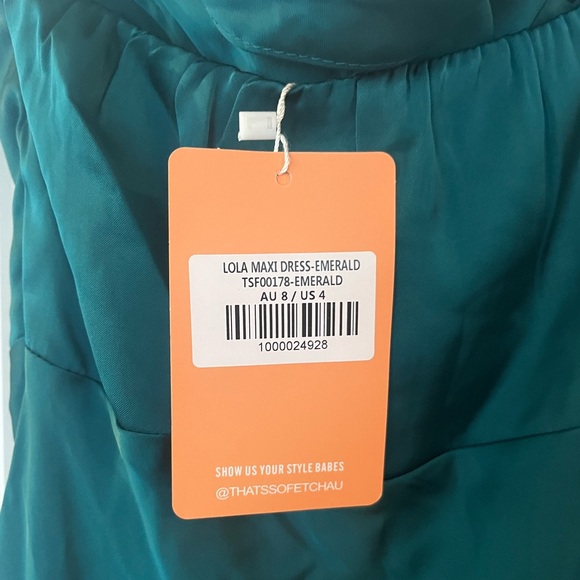 LOLA MAXI DRESS-EMERALD
TSF00178-EMERALD
AU 8 / US 4
1000024928
SHOW US YOUR STYLE BABES
@THATSSOFETCHAU